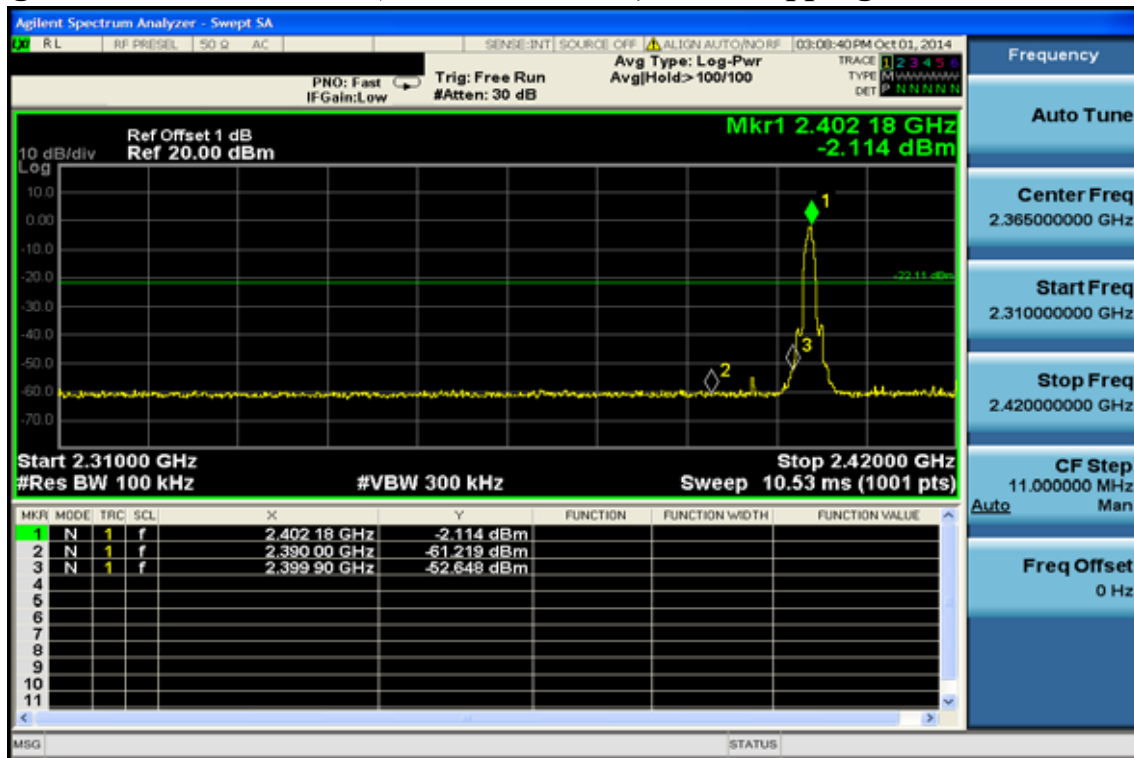 Agilent Spectrum Analyzer - Swept SA
LXI RL RF PRESEL 50 Ω AC SENSE:INT SOURCE OFF ALIGN AUTO/NO RF 03:08:40 PM Oct 01, 2014
Frequency
PNO: Fast
IFGain:Low
Trig: Free Run
#Atten: 30 dB
Avg Type: Log-Pwr
Avg|Hold:> 100/100
TRACE 1 2 3 4 5 6
TYPE M
DET P N N N N N
Auto Tune
10 dB/div
Log
Ref Offset 1 dB
Ref 20.00 dBm
Mkr1 2.402 18 GHz
-2.114 dBm
10.0
0.00
-10.0
-20.0
-30.0
-40.0
-50.0
-60.0
-70.0
1
-22.11 dBm
3
2
Center Freq
2.365000000 GHz
Start Freq
2.310000000 GHz
Stop Freq
2.420000000 GHz
Start 2.31000 GHz
Stop 2.42000 GHz
#Res BW 100 kHz
#VBW 300 kHz
Sweep 10.53 ms (1001 pts)
CF Step
11.000000 MHz
Auto Man
MKR MODE TRC SCL X Y FUNCTION FUNCTION WIDTH FUNCTION VALUE
1 N 1 f 2.402 18 GHz -2.114 dBm
2 N 1 f 2.390 00 GHz -61.219 dBm
3 N 1 f 2.399 90 GHz -52.648 dBm
4
5
6
7
8
9
10
11
Freq Offset
0 Hz
MSG
STATUS